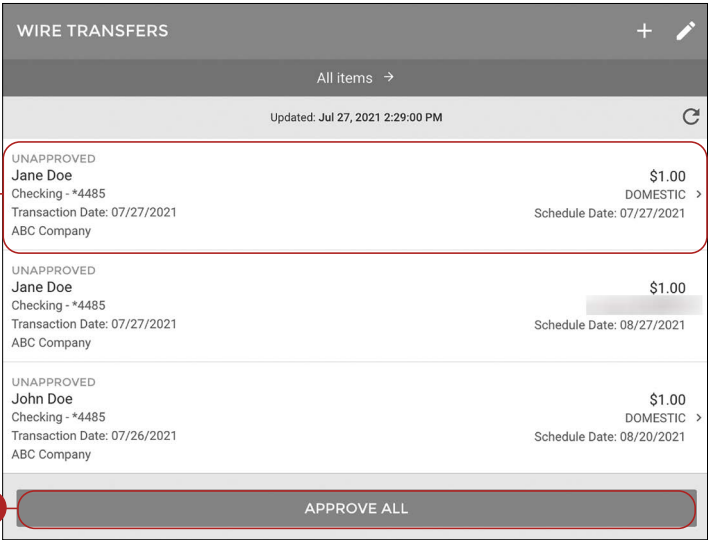 WIRE TRANSFERS
All items →
Updated: Jul 27, 2021 2:29:00 PM
UNAPPROVED
Jane Doe
$1.00
Checking - *4485
DOMESTIC >
Transaction Date: 07/27/2021
Schedule Date: 07/27/2021
ABC Company
UNAPPROVED
Jane Doe
$1.00
Checking - *4485
Transaction Date: 07/27/2021
Schedule Date: 08/27/2021
ABC Company
UNAPPROVED
John Doe
$1.00
Checking - *4485
DOMESTIC >
Transaction Date: 07/26/2021
Schedule Date: 08/20/2021
ABC Company
APPROVE ALL